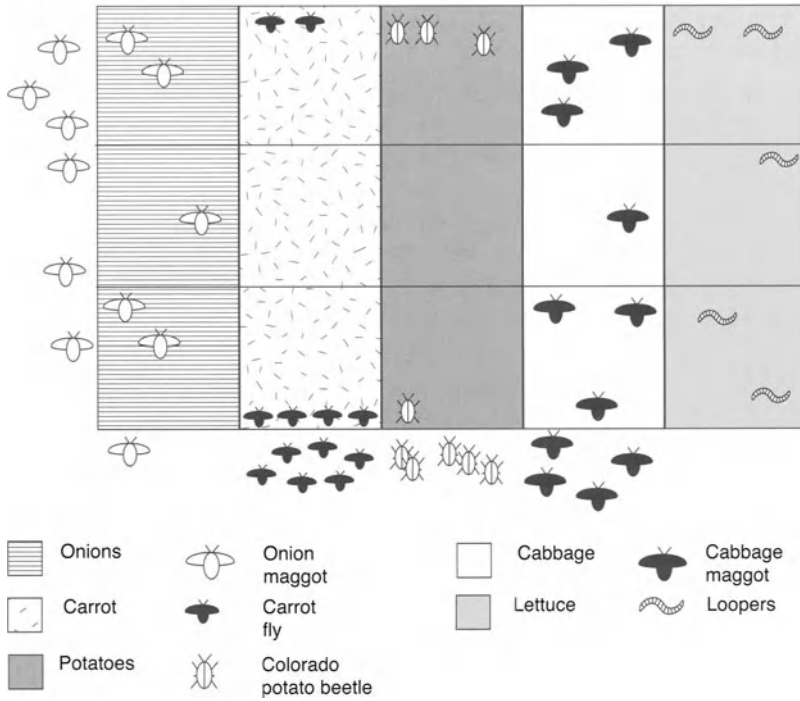 Onions
Onion
maggot
Carrot
Carrot
fly
Potatoes
Colorado
potato beetle
Cabbage
Cabbage
maggot
Lettuce
Loopers